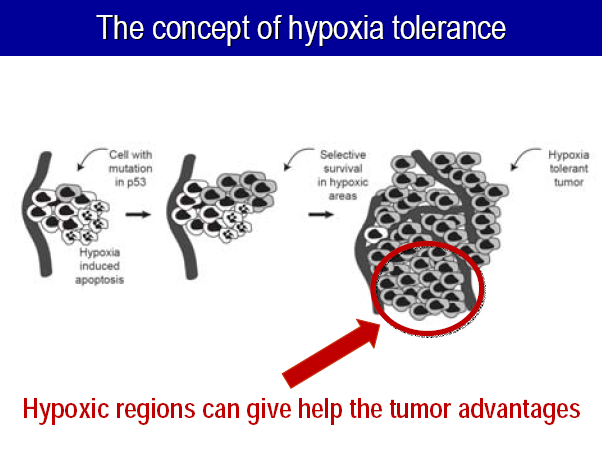 The concept of hypoxia tolerance
Cell with
mutation
in p53
Selective
survival
in hypoxic
areas
Hypoxia
tolerant
tumor
Hypoxia
induced
apoptosis
Hypoxic regions can give help the tumor advantages